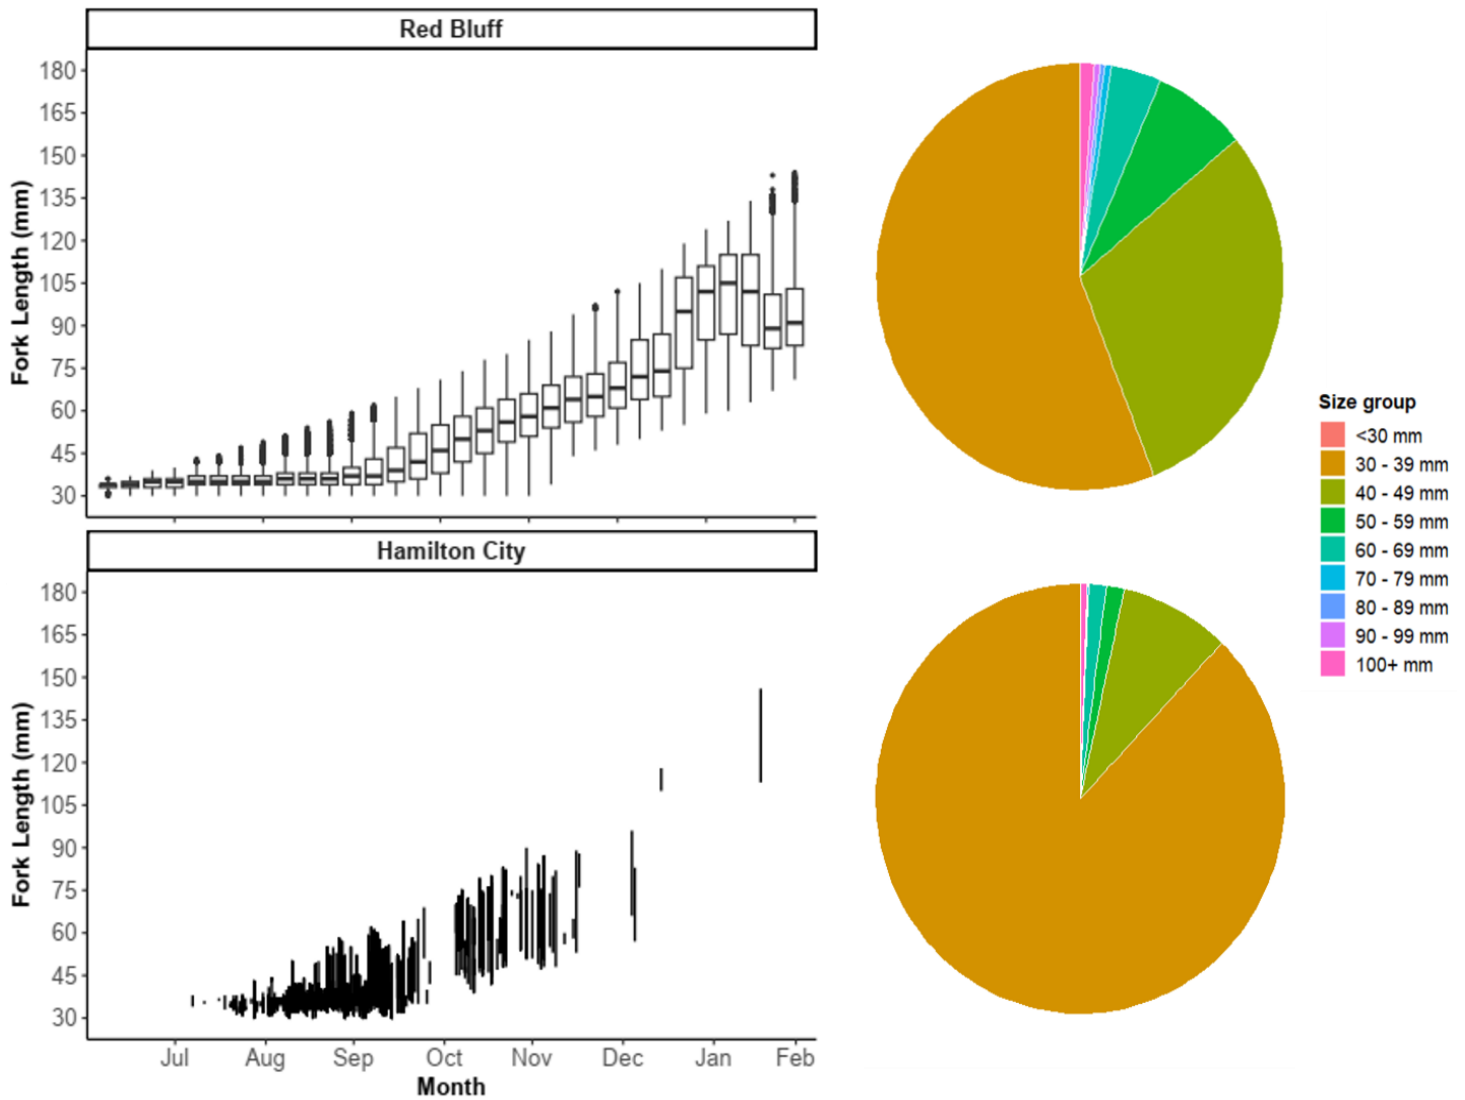 Red Bluff
Fork Length (mm)
180
165
150
135
120
105
90
75
60
45
30
Hamilton City
Fork Length (mm)
180
165
150
135
120
105
90
75
60
45
30
Jul Aug Sep Oct Nov Dec Jan Feb
Month
Size group
<30 mm
30 - 39 mm
40 - 49 mm
50 - 59 mm
60 - 69 mm
70 - 79 mm
80 - 89 mm
90 - 99 mm
100+ mm